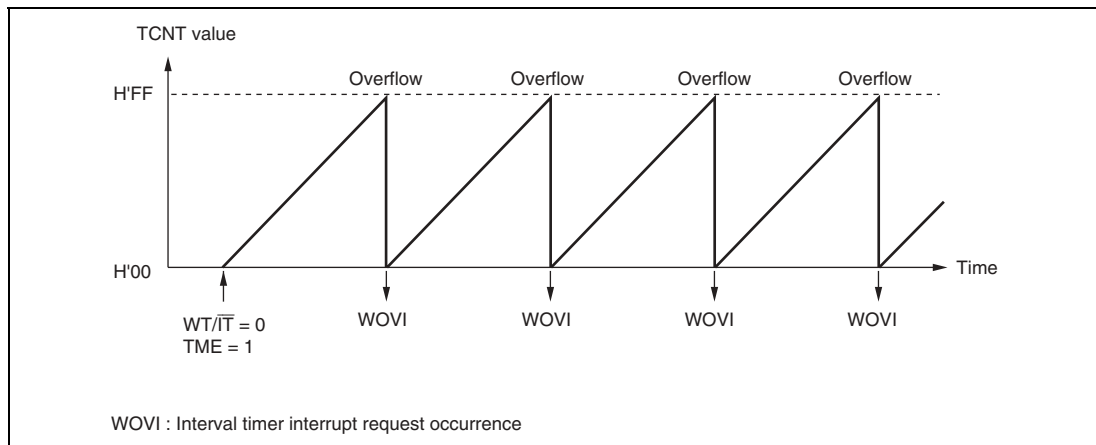 TCNT value
Overflow Overflow Overflow Overflow
H'FF
H'00
Time
WT/IT = 0
TME = 1
WOVI WOVI WOVI WOVI
WOVI : Interval timer interrupt request occurrence